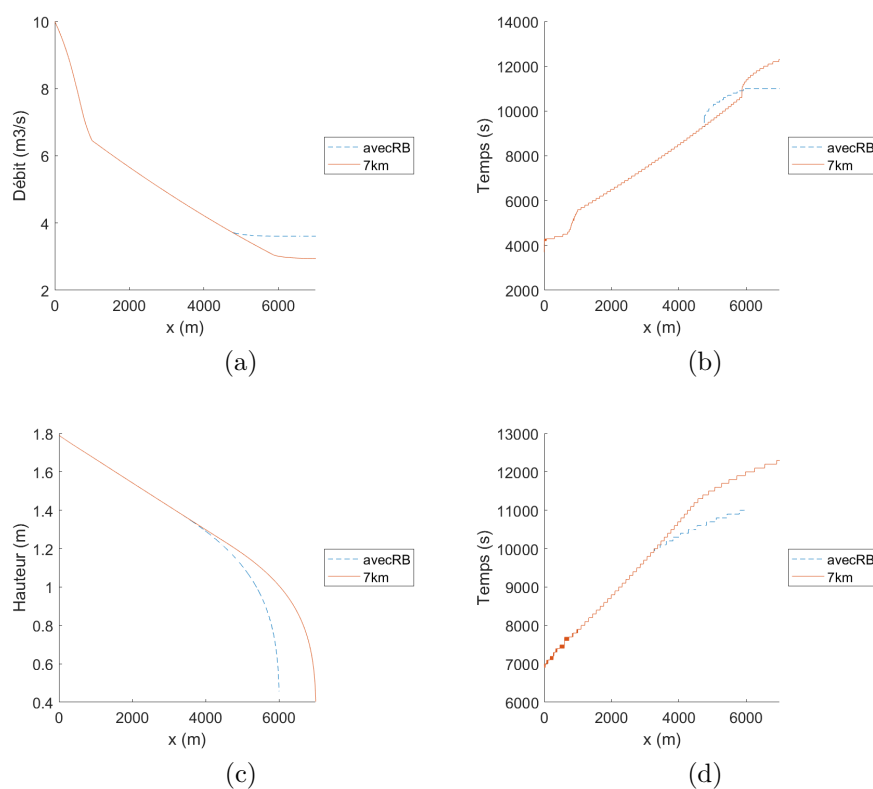 10
8
6
4
2
Débit (m3/s)
0 2000 4000 6000
x (m)
avecRB
7km
(a)
12000
10000
8000
6000
4000
2000
Temps (s)
0 2000 4000 6000
x (m)
avecRB
7km
(b)
1.8
1.6
1.4
1.2
1
0.8
0.6
0.4
Hauteur (m)
0 2000 4000 6000
x (m)
avecRB
7km
(c)
13000
12000
11000
10000
9000
8000
7000
6000
Temps (s)
0 2000 4000 6000
x (m)
avecRB
7km
(d)